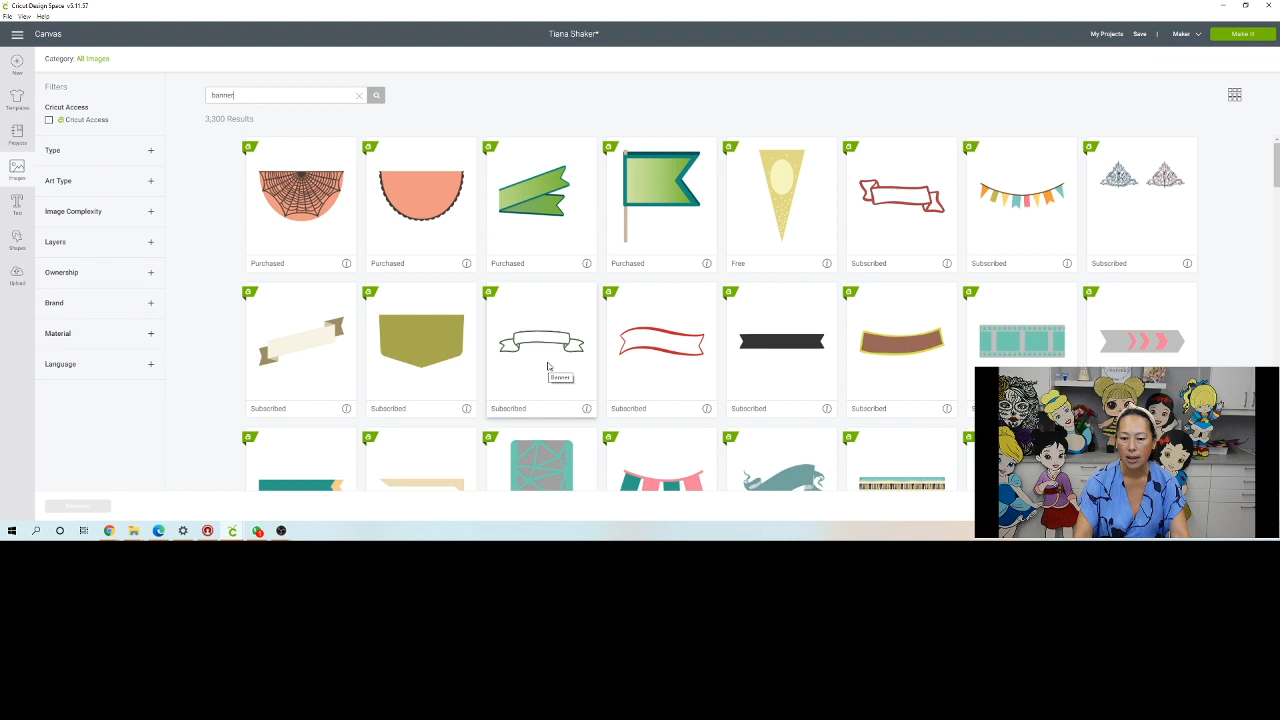 Cricut Design Space v5.11.57
File View Help
Canvas
Tiana Shaker*
My Projects Save | Maker Make It
New
Templates
Projects
Images
Text
Shapes
Upload
Category: All Images
Filters
Cricut Access
Cricut Access
Type +
Art Type +
Image Complexity +
Layers +
Ownership +
Brand +
Material +
Language +
banner
3,300 Results
Purchased Purchased Purchased Purchased Free Subscribed Subscribed Subscribed
Banner
Subscribed Subscribed Subscribed Subscribed Subscribed Subscribed